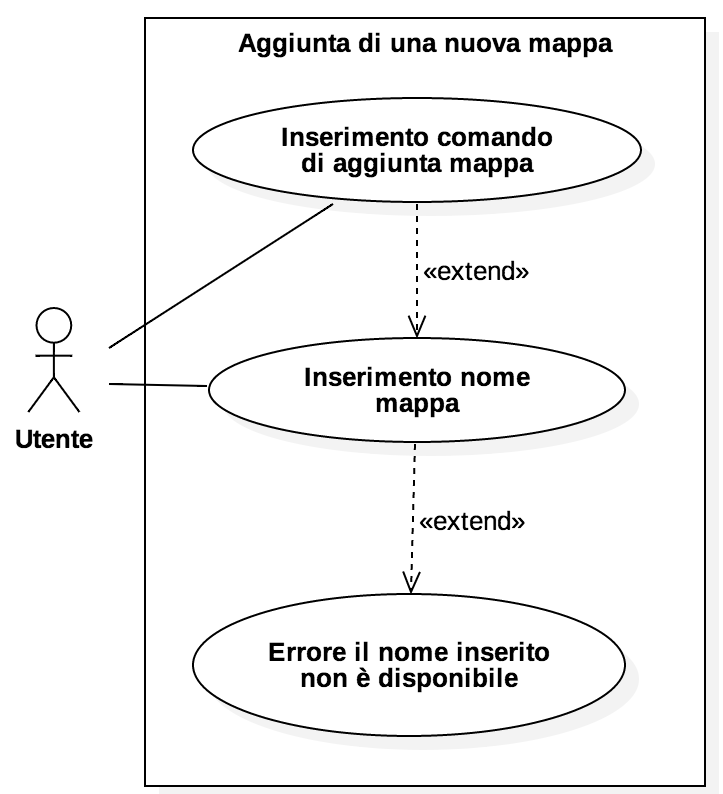 Aggiunta di una nuova mappa
Inserimento comando
di aggiunta mappa
«extend»
Inserimento nome
mappa
Utente
«extend»
Errore il nome inserito
non è disponibile